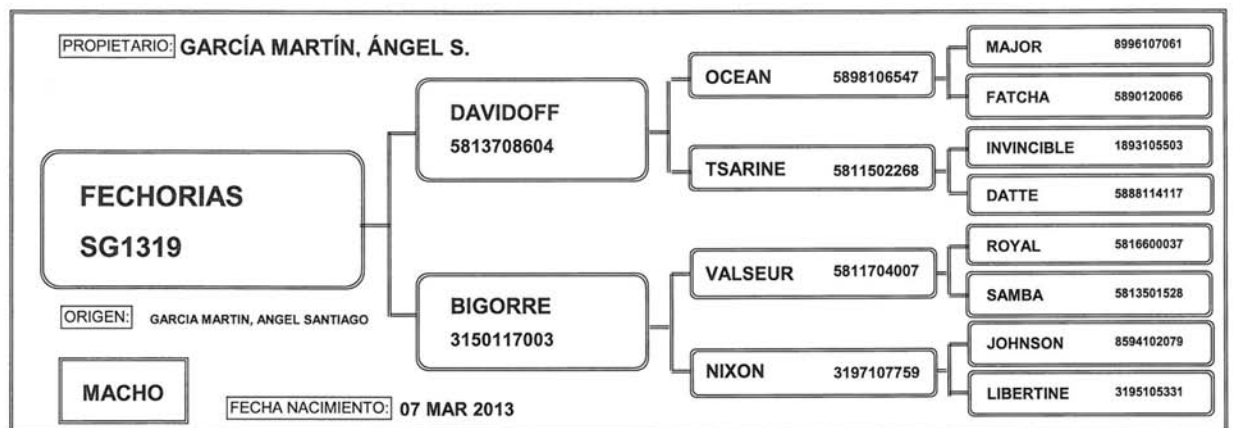 PROPIETARIO: GARCÍA MARTÍN, ÁNGEL S.
FECHORIAS
SG1319
ORIGEN: GARCIA MARTIN, ANGEL SANTIAGO
MACHO
FECHA NACIMIENTO: 07 MAR 2013
DAVIDOFF
5813708604
BIGORRE
3150117003
OCEAN 5898106547
TSARINE 5811502268
VALSEUR 5811704007
NIXON 3197107759
MAJOR 8996107061
FATCHA 5890120066
INVINCIBLE 1893105503
DATTE 5888114117
ROYAL 5816600037
SAMBA 5813501528
JOHNSON 8594102079
LIBERTINE 3195105331